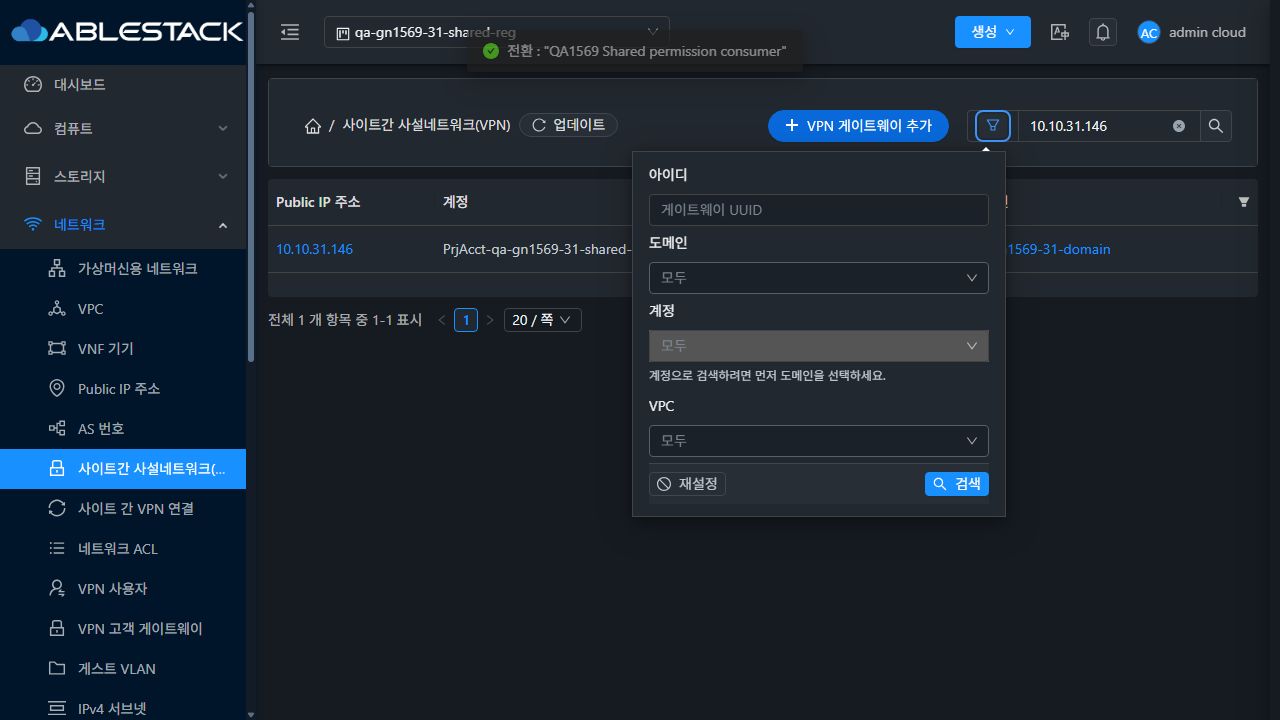 ABLESTACK
qa-gn1569-31-shared-reg
생성
AC admin cloud
전환 : "QA1569 Shared permission consumer"
대시보드
컴퓨트
스토리지
네트워크
가상머신용 네트워크
VPC
VNF 기기
Public IP 주소
AS 번호
사이트간 사설네트워크(...
사이트 간 VPN 연결
네트워크 ACL
VPN 사용자
VPN 고객 게이트웨이
게스트 VLAN
IPv4 서브넷
/ 사이트간 사설네트워크(VPN) 업데이트
+ VPN 게이트웨이 추가
10.10.31.146
Public IP 주소 계정
10.10.31.146 PrjAcct-qa-gn1569-31-shared- 1569-31-domain
전체 1 개 항목 중 1-1 표시 < 1 > 20 / 쪽
아이디
게이트웨이 UUID
도메인
모두
계정
모두
계정으로 검색하려면 먼저 도메인을 선택하세요.
VPC
모두
재설정 검색